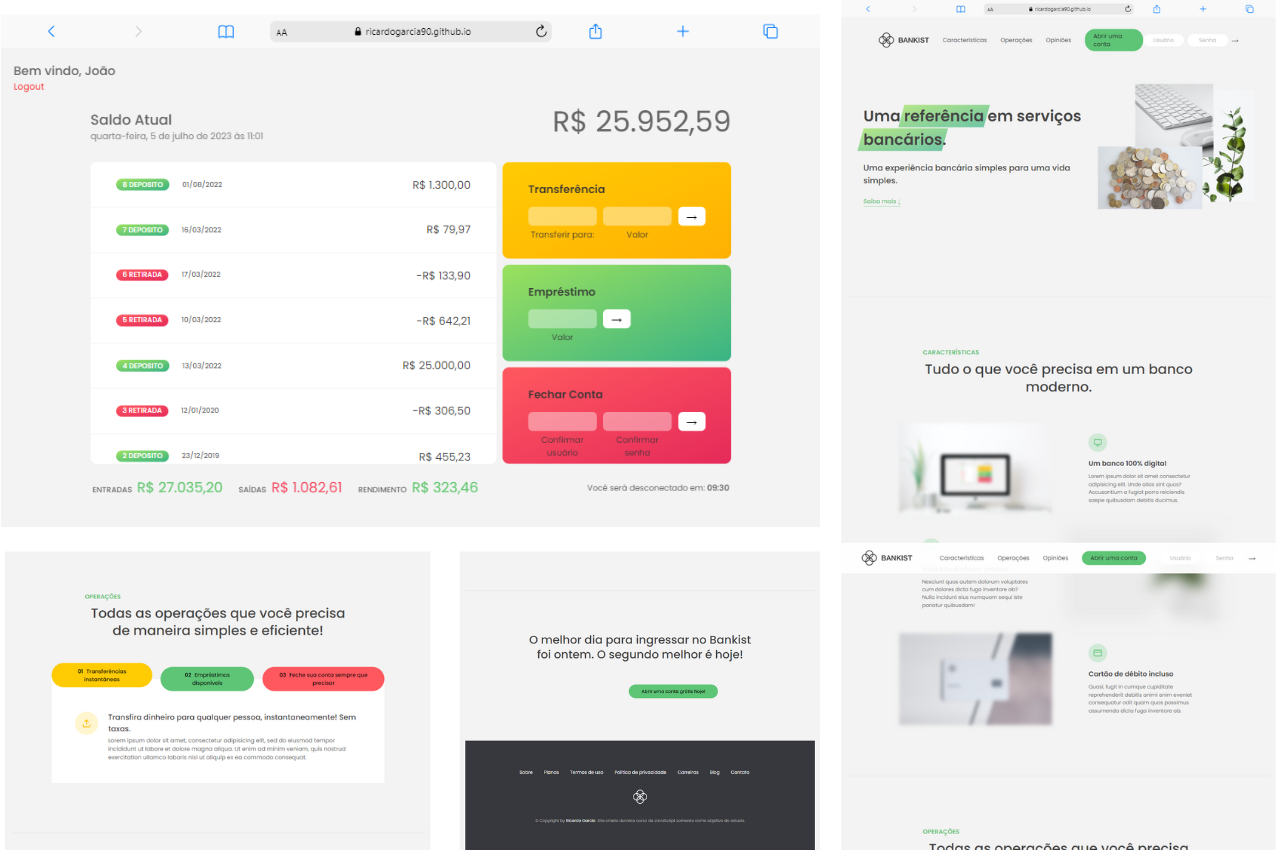 AA ricardogarcia90.github.io
Bem vindo, João
Logout
Saldo Atual
quarta-feira, 5 de julho de 2023 às 11:01
R$ 25.952,59
8 DEPOSITO 01/08/2022 R$ 1.300,00
7 DEPOSITO 16/03/2022 R$ 79,97
6 RETIRADA 17/03/2022 -R$ 133,90
5 RETIRADA 10/03/2022 -R$ 642,21
4 DEPOSITO 13/03/2022 R$ 25.000,00
3 RETIRADA 12/01/2020 -R$ 306,50
2 DEPOSITO 23/12/2019 R$ 455,23
Transferência
→
Transferir para: Valor
Empréstimo
→
Valor
Fechar Conta
→
Confirmar Confirmar
usuário senha
ENTRADAS R$ 27.035,20 SAÍDAS R$ 1.082,61 RENDIMENTO R$ 323,46
Você será desconectado em: 09:30
OPERAÇÕES
Todas as operações que você precisa
de maneira simples e eficiente!
01 Transferências
instantâneas
02 Empréstimos
disponíveis
03 Feche sua conta sempre que
precisar
Transfira dinheiro para qualquer pessoa, instantaneamente! Sem
taxas.
Lorem ipsum dolor sit amet, consectetur adipisicing elit, sed do eiusmod tempor
incididunt ut labore et dolore magna aliqua. Ut enim ad minim veniam, quis nostrud
exercitation ullamco laboris nisi ut aliquip ex ea commodo consequat.
O melhor dia para ingressar no Bankist
foi ontem. O segundo melhor é hoje!
Abrir uma conta grátis hoje!
Sobre Planos Termos de uso Política de privacidade Carreiras Blog Contato
© Copyright by Ricardo Garcia.
AA ricardogarcia90.github.io
BANKIST Características Operações Opiniões Abrir uma
conta Usuário Senha →
Uma referência em serviços
bancários.
Uma experiência bancária simples para uma vida
simples.
Saiba mais ↓
CARACTERÍSTICAS
Tudo o que você precisa em um banco
moderno.
Um banco 100% digital
Lorem ipsum dolor sit amet consectetur
adipisicing elit. Unde alias sint quos?
Accusantium a fugiat porro reiciendis
saepe quibusdam debitis ducimus.
BANKIST Características Operações Opiniões Abrir uma conta Usuário Senha →
Nesciunt quos autem dolorum voluptates
cum dolores dicta fuga inventore ab?
Nulla incidunt eius numquam sequi iste
pariatur quibusdam!
Cartão de débito incluso
Quasi, fugit in cumque cupiditate
reprehenderit debitis animi enim eveniet
consequatur odit quam quos possimus
assumenda dicta fuga inventore ab.
OPERAÇÕES
Todas as operações que você precisa